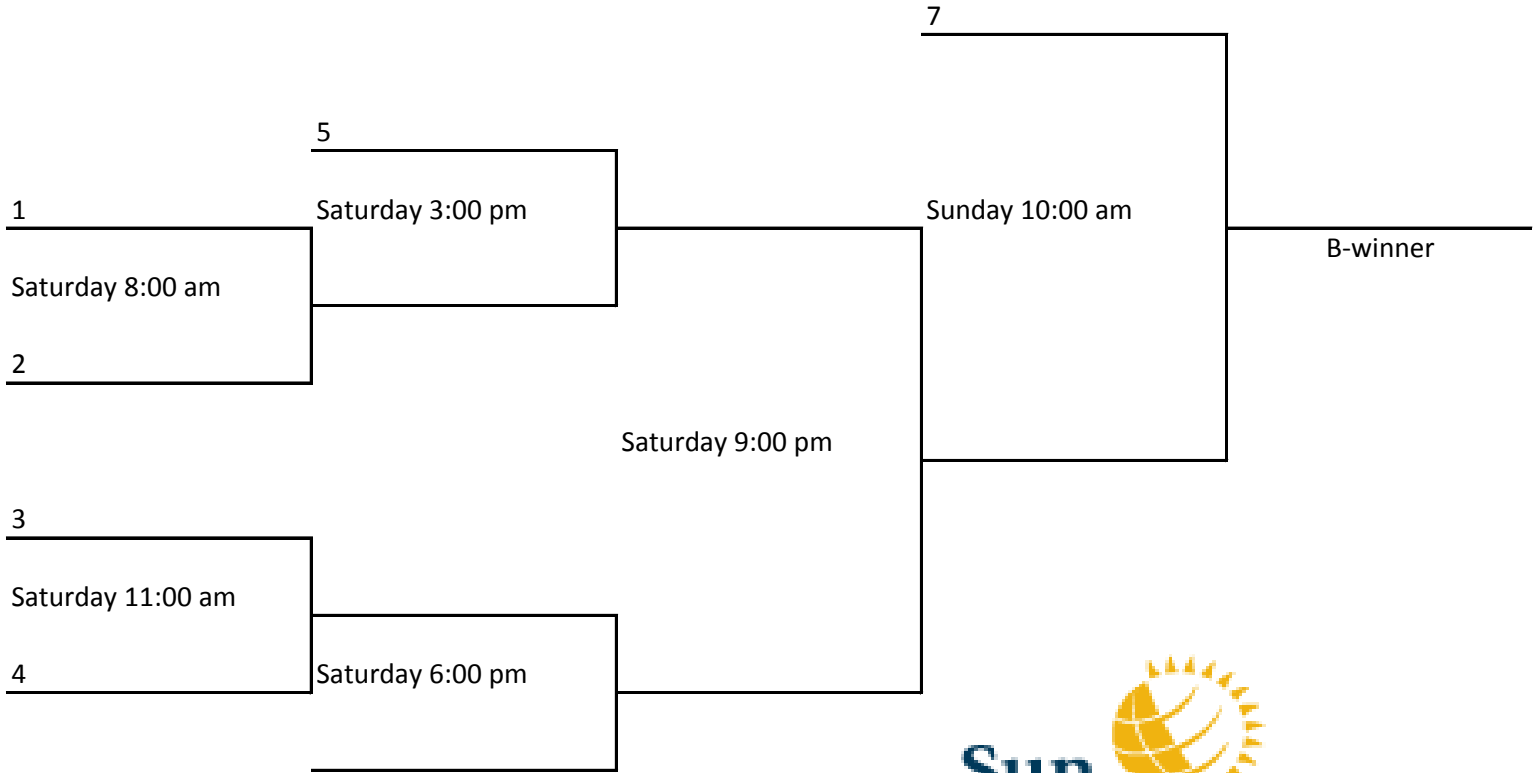 7
5
1
Saturday 3:00 pm
Sunday 10:00 am
B-winner
Saturday 8:00 am
2
Saturday 9:00 pm
3
Saturday 11:00 am
4
Saturday 6:00 pm
Sun